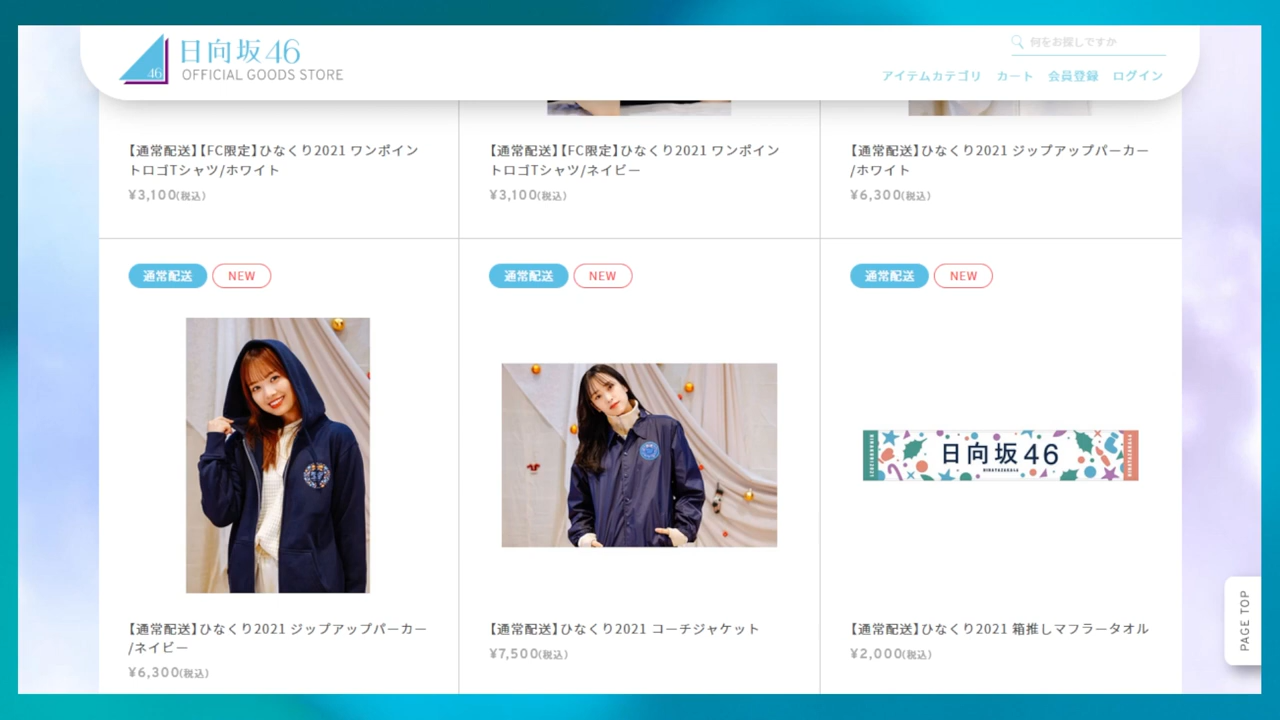 日向坂46
46
OFFICIAL GOODS STORE
何をお探しですか
アイテムカテゴリ カート 会員登録 ログイン
【通常配送】【FC限定】ひなくり2021 ワンポイン
トロゴTシャツ/ホワイト
¥3,100(税込)
【通常配送】【FC限定】ひなくり2021 ワンポイン
トロゴTシャツ/ネイビー
¥3,100(税込)
【通常配送】ひなくり2021 ジップアップパーカー
/ホワイト
¥6,300(税込)
通常配送 NEW
通常配送 NEW
通常配送 NEW
日向坂46
HINATAZAKA46
【通常配送】ひなくり2021 ジップアップパーカー
/ネイビー
¥6,300(税込)
【通常配送】ひなくり2021 コーチジャケット
¥7,500(税込)
【通常配送】ひなくり2021 箱推しマフラータオル
¥2,000(税込)
PAGE TOP